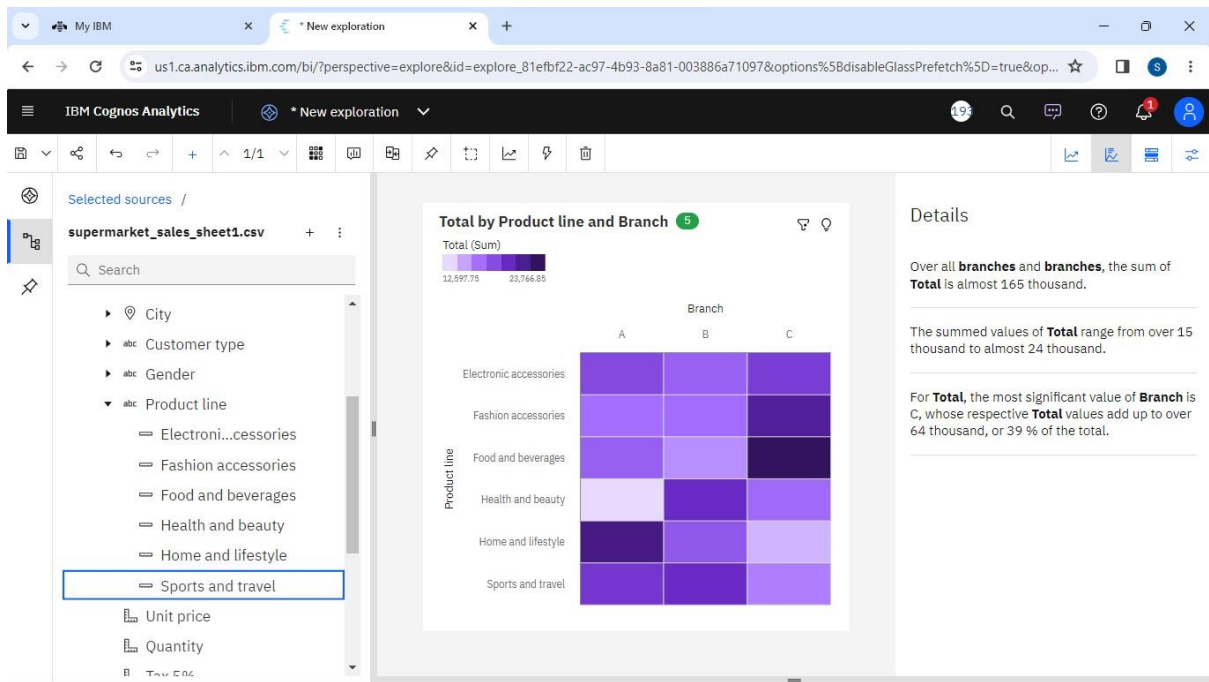 My IBM
* New exploration
us1.ca.analytics.ibm.com/bi/?perspective=explore&id=explore_81efbf22-ac97-4b93-8a81-003886a71097&options%5BdisableGlassPrefetch%5D=true&op...
S
IBM Cognos Analytics
* New exploration
193
1
1/1
Selected sources /
supermarket_sales_sheet1.csv
Search
City
abc Customer type
abc Gender
abc Product line
Electroni...cessories
Fashion accessories
Food and beverages
Health and beauty
Home and lifestyle
Sports and travel
Unit price
Quantity
Tax 5%
Total by Product line and Branch 5
Total (Sum)
12,597.75 23,766.85
Branch
A B C
Product line
Electronic accessories
Fashion accessories
Food and beverages
Health and beauty
Home and lifestyle
Sports and travel
Details
Over all branches and branches, the sum of
Total is almost 165 thousand.
The summed values of Total range from over 15
thousand to almost 24 thousand.
For Total, the most significant value of Branch is
C, whose respective Total values add up to over
64 thousand, or 39 % of the total.